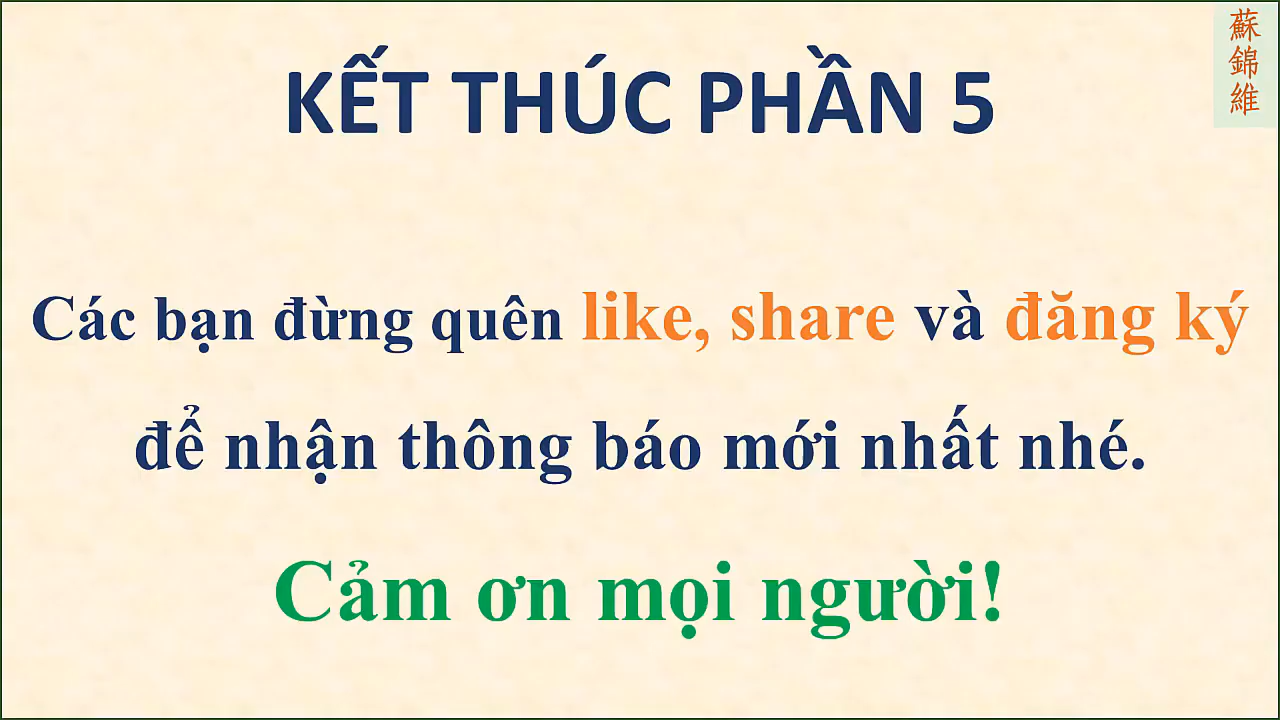 KẾT THÚC PHẦN 5
蘇錦維
Các bạn đừng quên like, share và đăng ký
để nhận thông báo mới nhất nhé.
Cảm ơn mọi người!